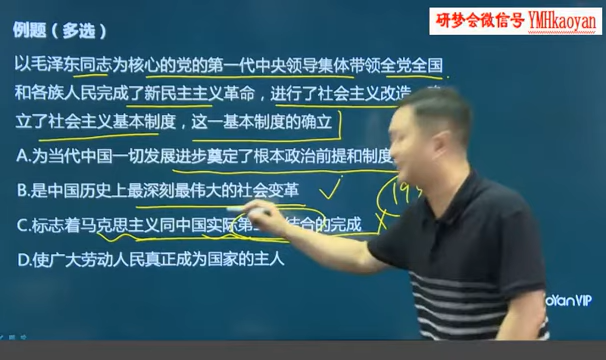 研梦会微信号 YMHkaoyan
例题（多选）
以毛泽东同志为核心的党的第一代中央领导集体带领全党全国
和各族人民完成了新民主主义革命，进行了社会主义改造
立了社会主义基本制度，这一基本制度的确立
A.为当代中国一切发展进步奠定了根本政治前提和制度
B.是中国历史上最深刻最伟大的社会变革
C.标志着马克思主义同中国实际第 结合的完成
D.使广大劳动人民真正成为国家的主人
oYanVIP